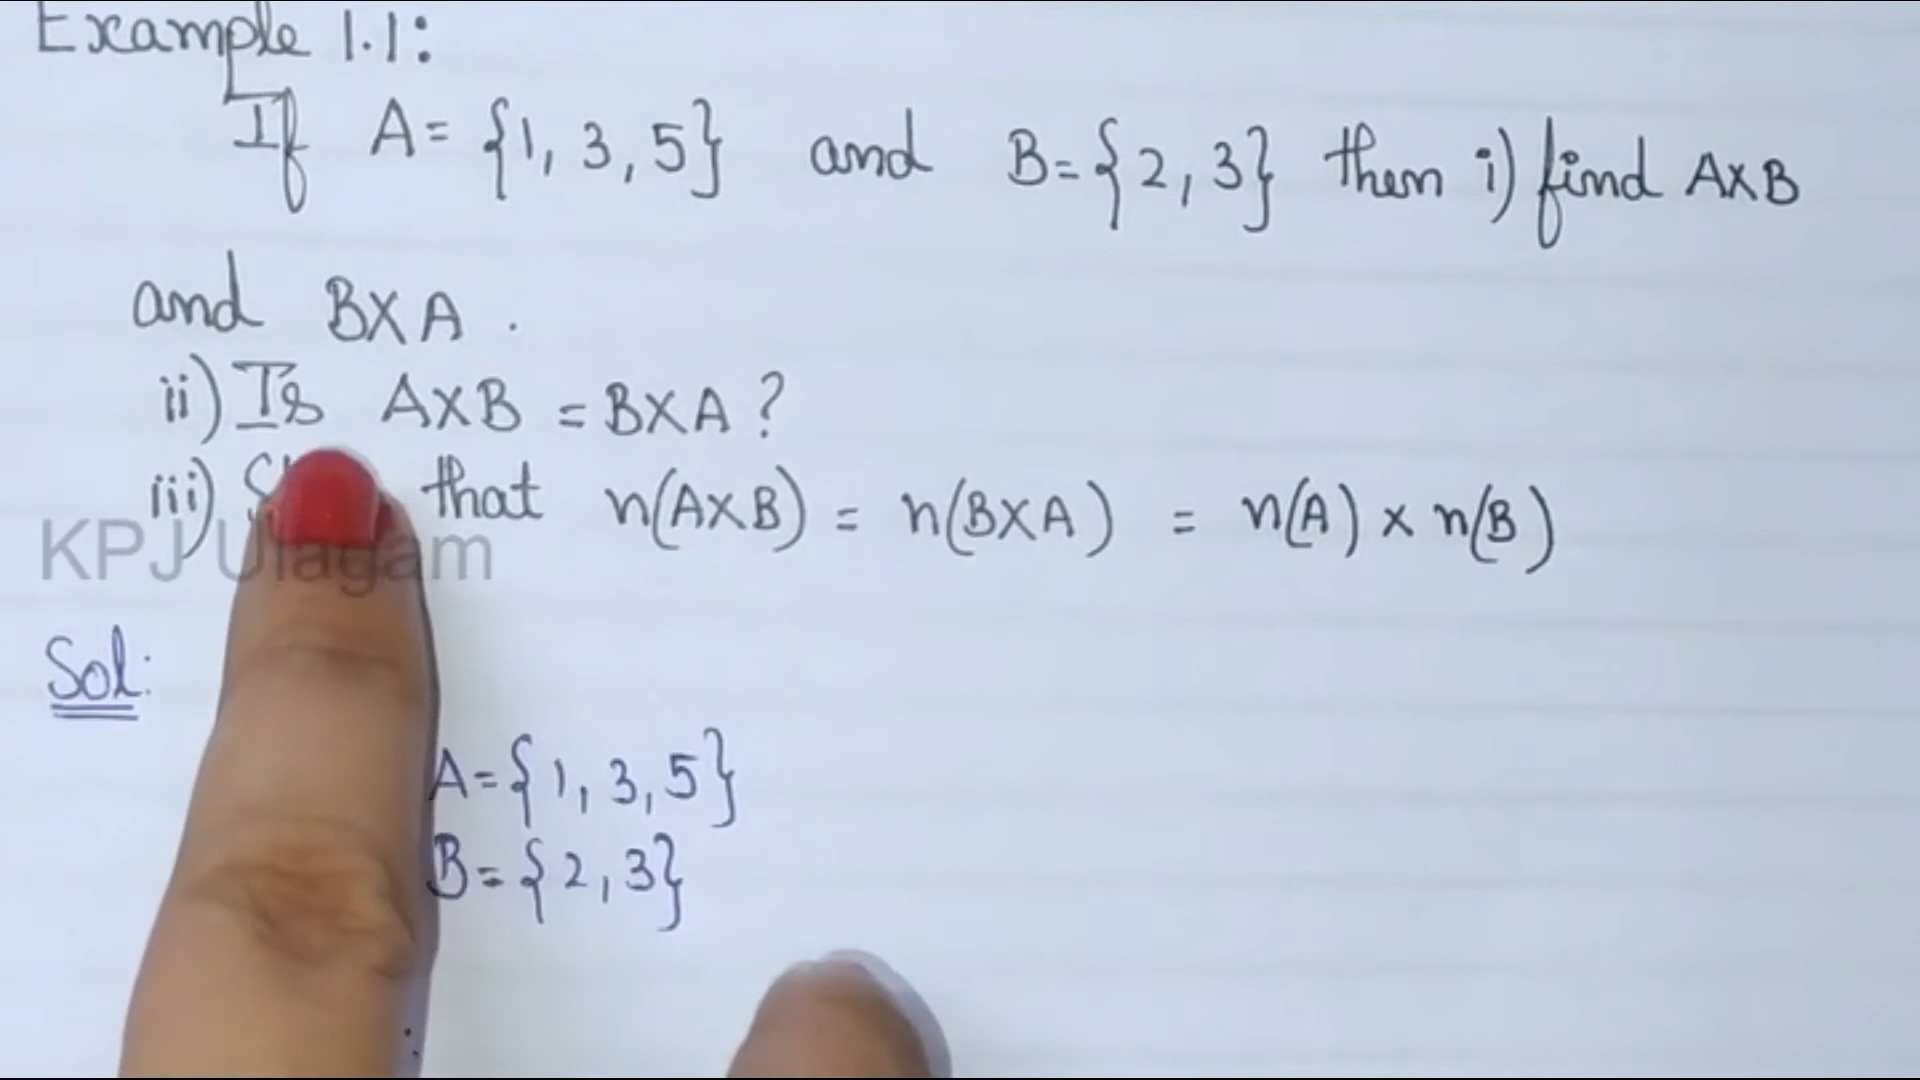 Example 1.1:
If A = {1, 3, 5} and B = {2, 3} then i) find A×B
and B×A.
ii) Is A×B = B×A?
iii) that n(A×B) = n(B×A) = n(A) × n(B)
KPJ Ulagam
Sol:
A = {1, 3, 5}
B = {2, 3}